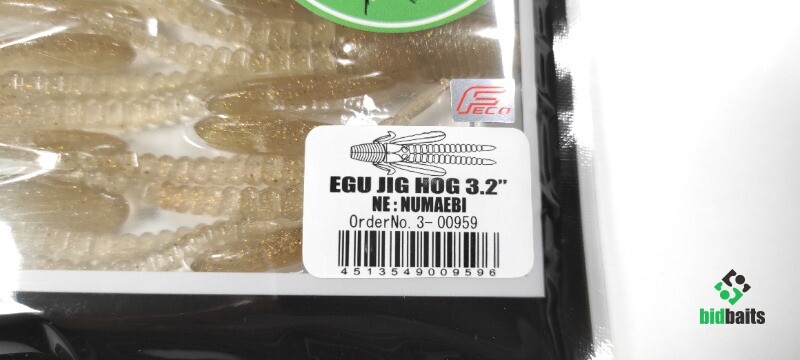 FECO
EGU JIG HOG 3.2”
NE : NUMAEBI
OrderNo. 3- 00959
4513549009596
bidbaits